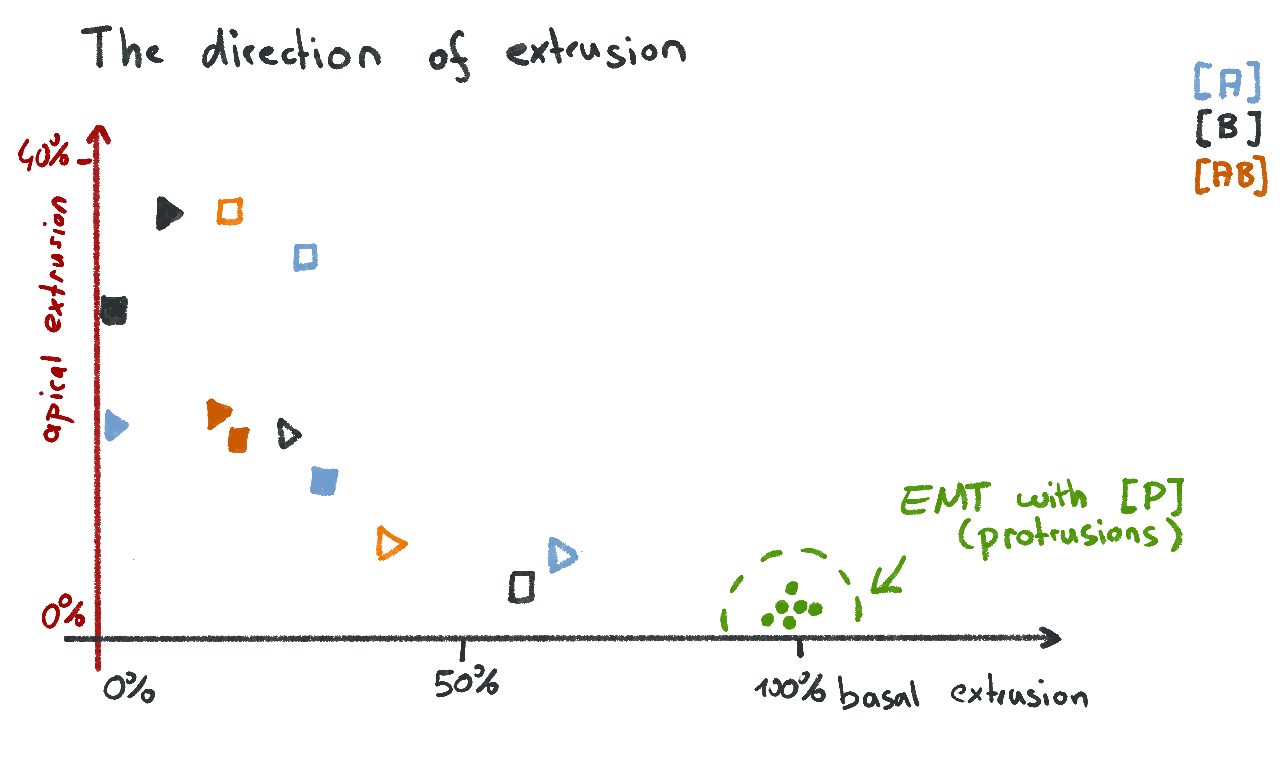 The direction of extrusion
[A]
[B]
[AB]
40%
apical extrusion
0%
EMT with [P]
(protrusions)
0%
50%
100%
basal extrusion